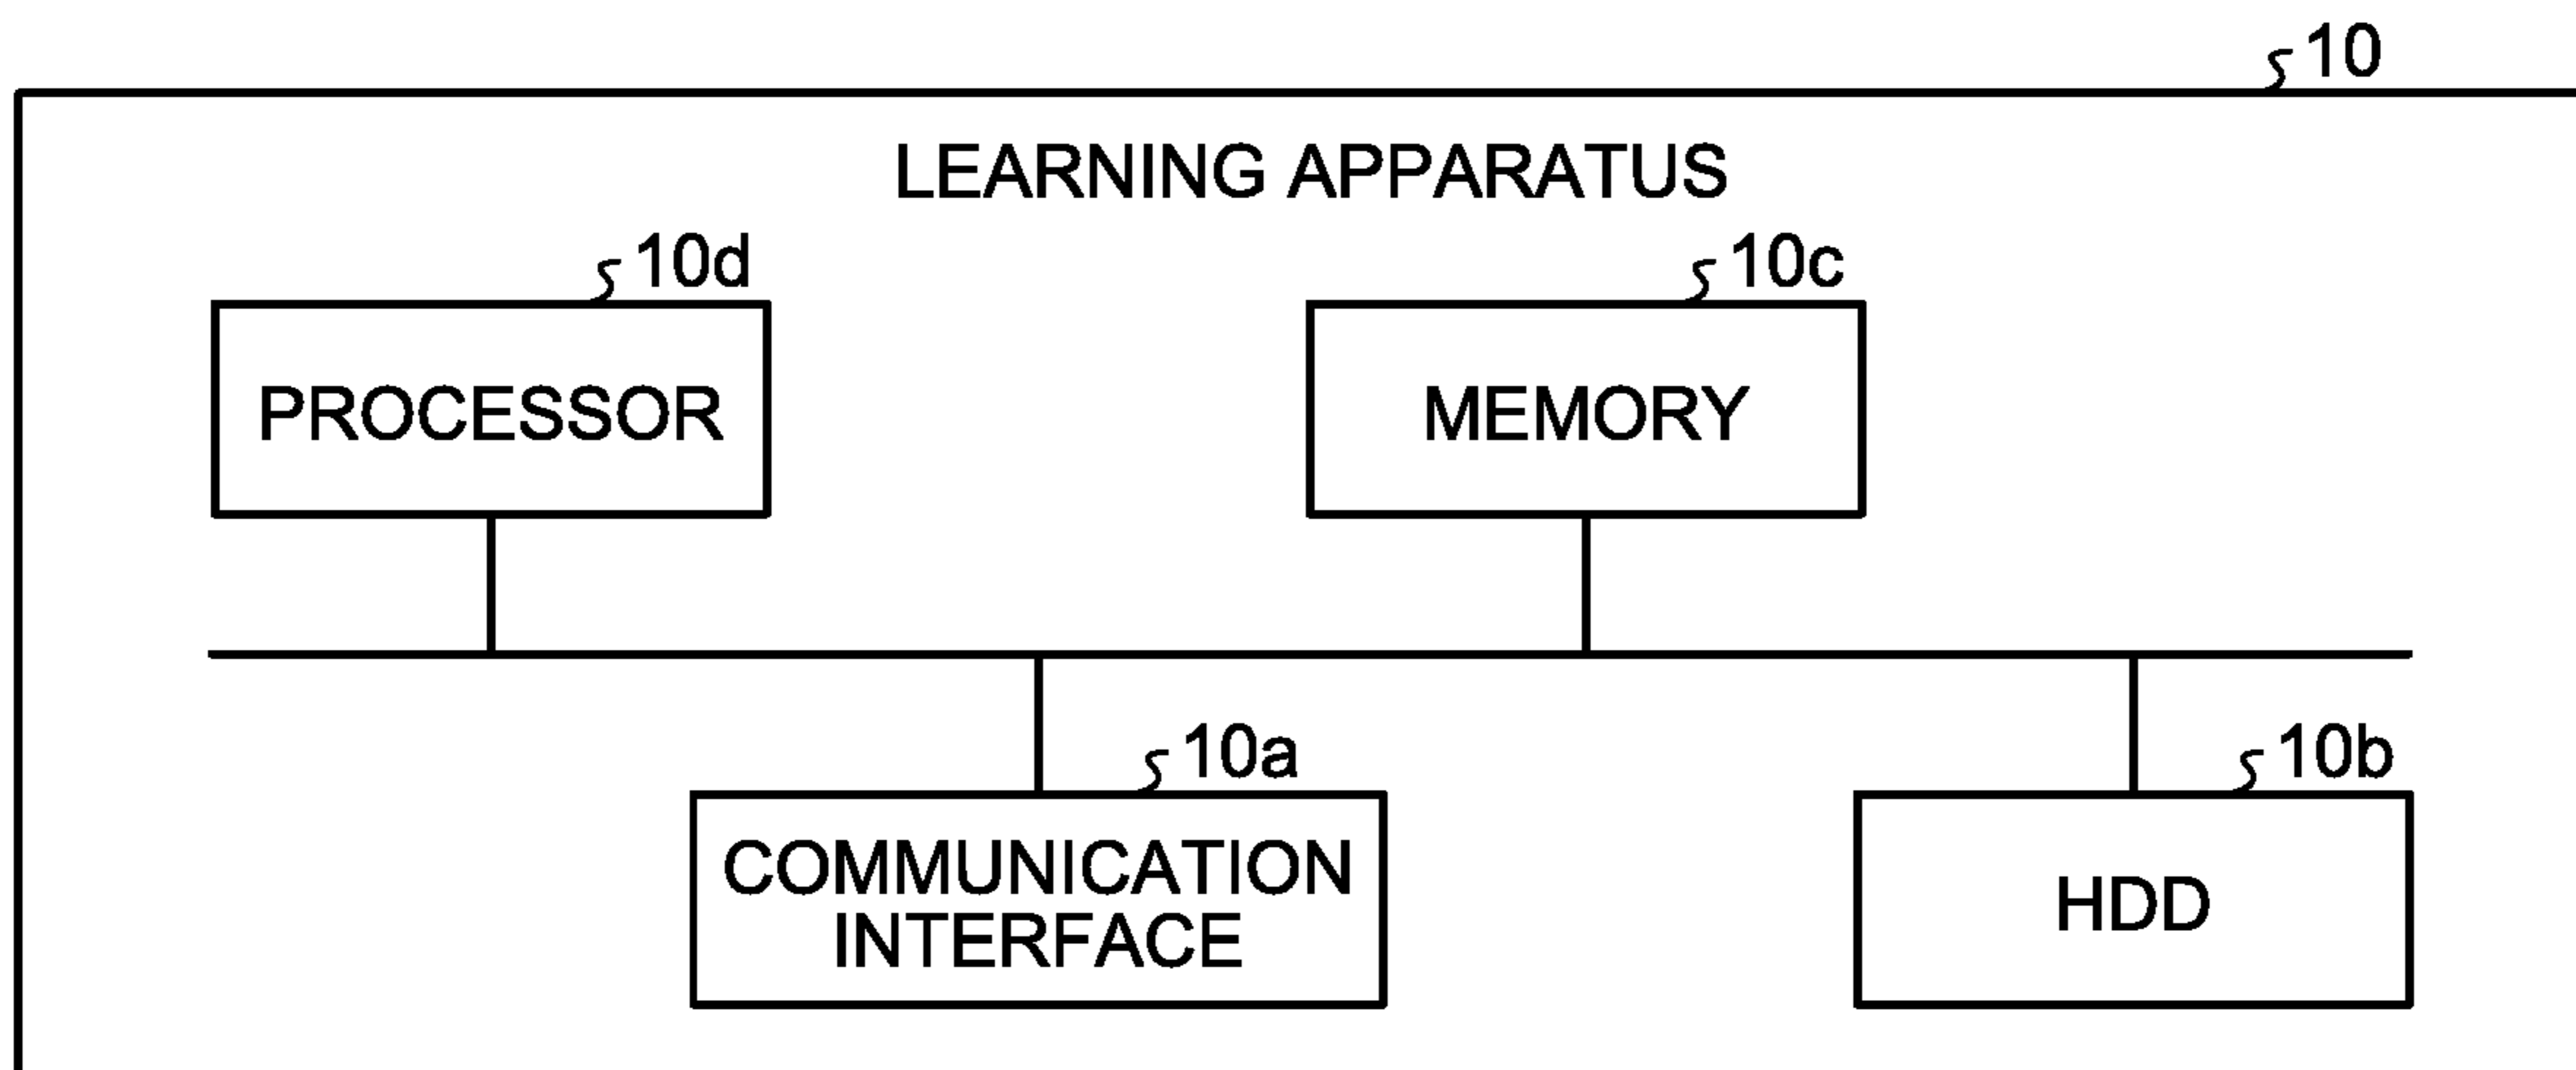 10
LEARNING APPARATUS
10d
10c
PROCESSOR
MEMORY
10a
10b
COMMUNICATION
INTERFACE
HDD